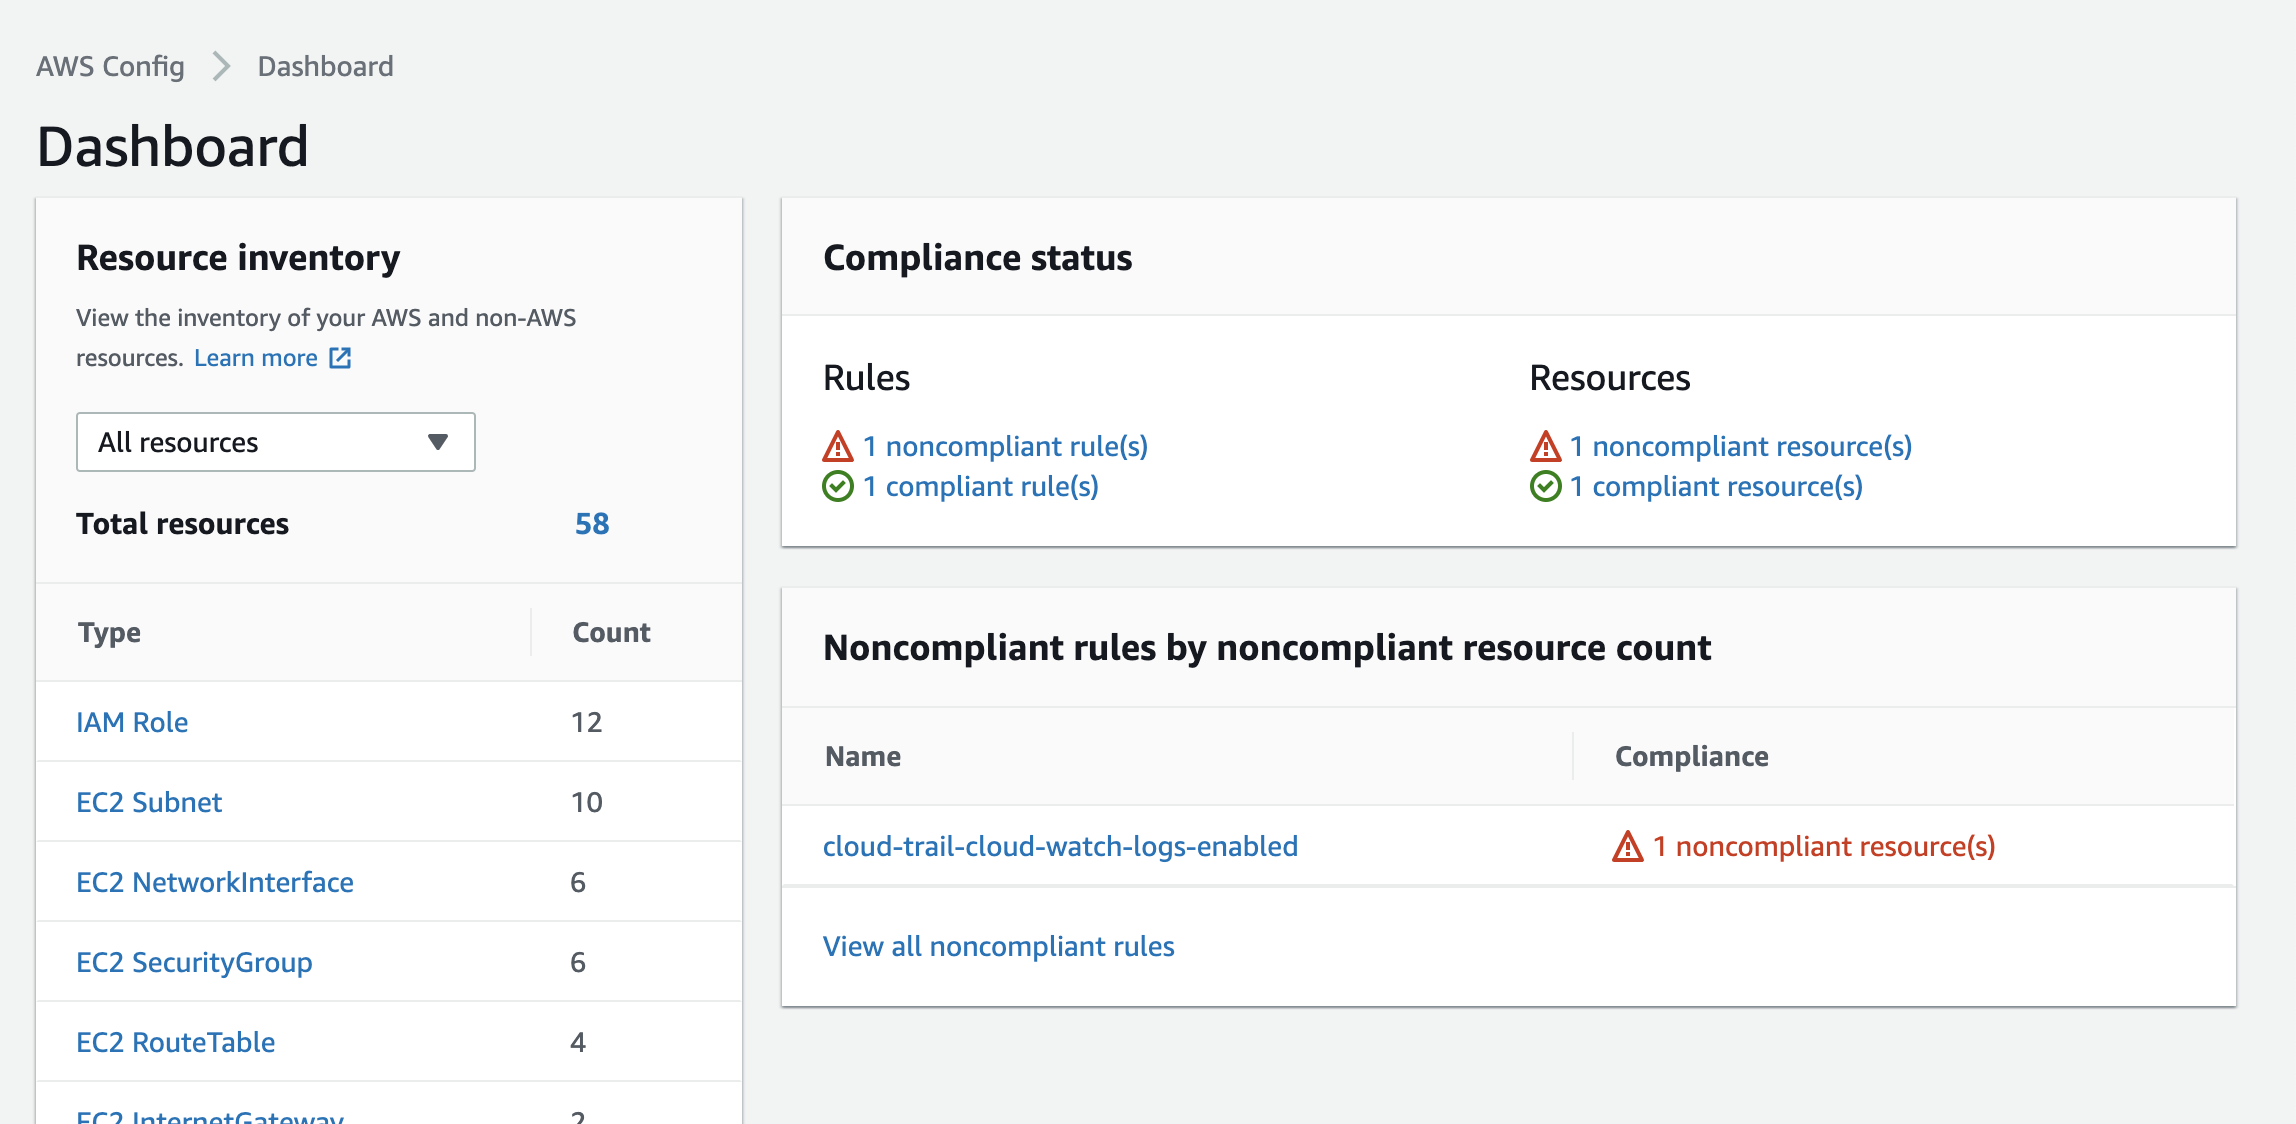 AWS Config
Dashboard
Dashboard
Resource inventory
View the inventory of your AWS and non-AWS
resources. Learn more
All resources
Total resources 58
Type Count
IAM Role 12
EC2 Subnet 10
EC2 NetworkInterface 6
EC2 SecurityGroup 6
EC2 RouteTable 4
EC2 InternetGateway 2
Compliance status
Rules
1 noncompliant rule(s)
1 compliant rule(s)
Resources
1 noncompliant resource(s)
1 compliant resource(s)
Noncompliant rules by noncompliant resource count
Name Compliance
cloud-trail-cloud-watch-logs-enabled 1 noncompliant resource(s)
View all noncompliant rules